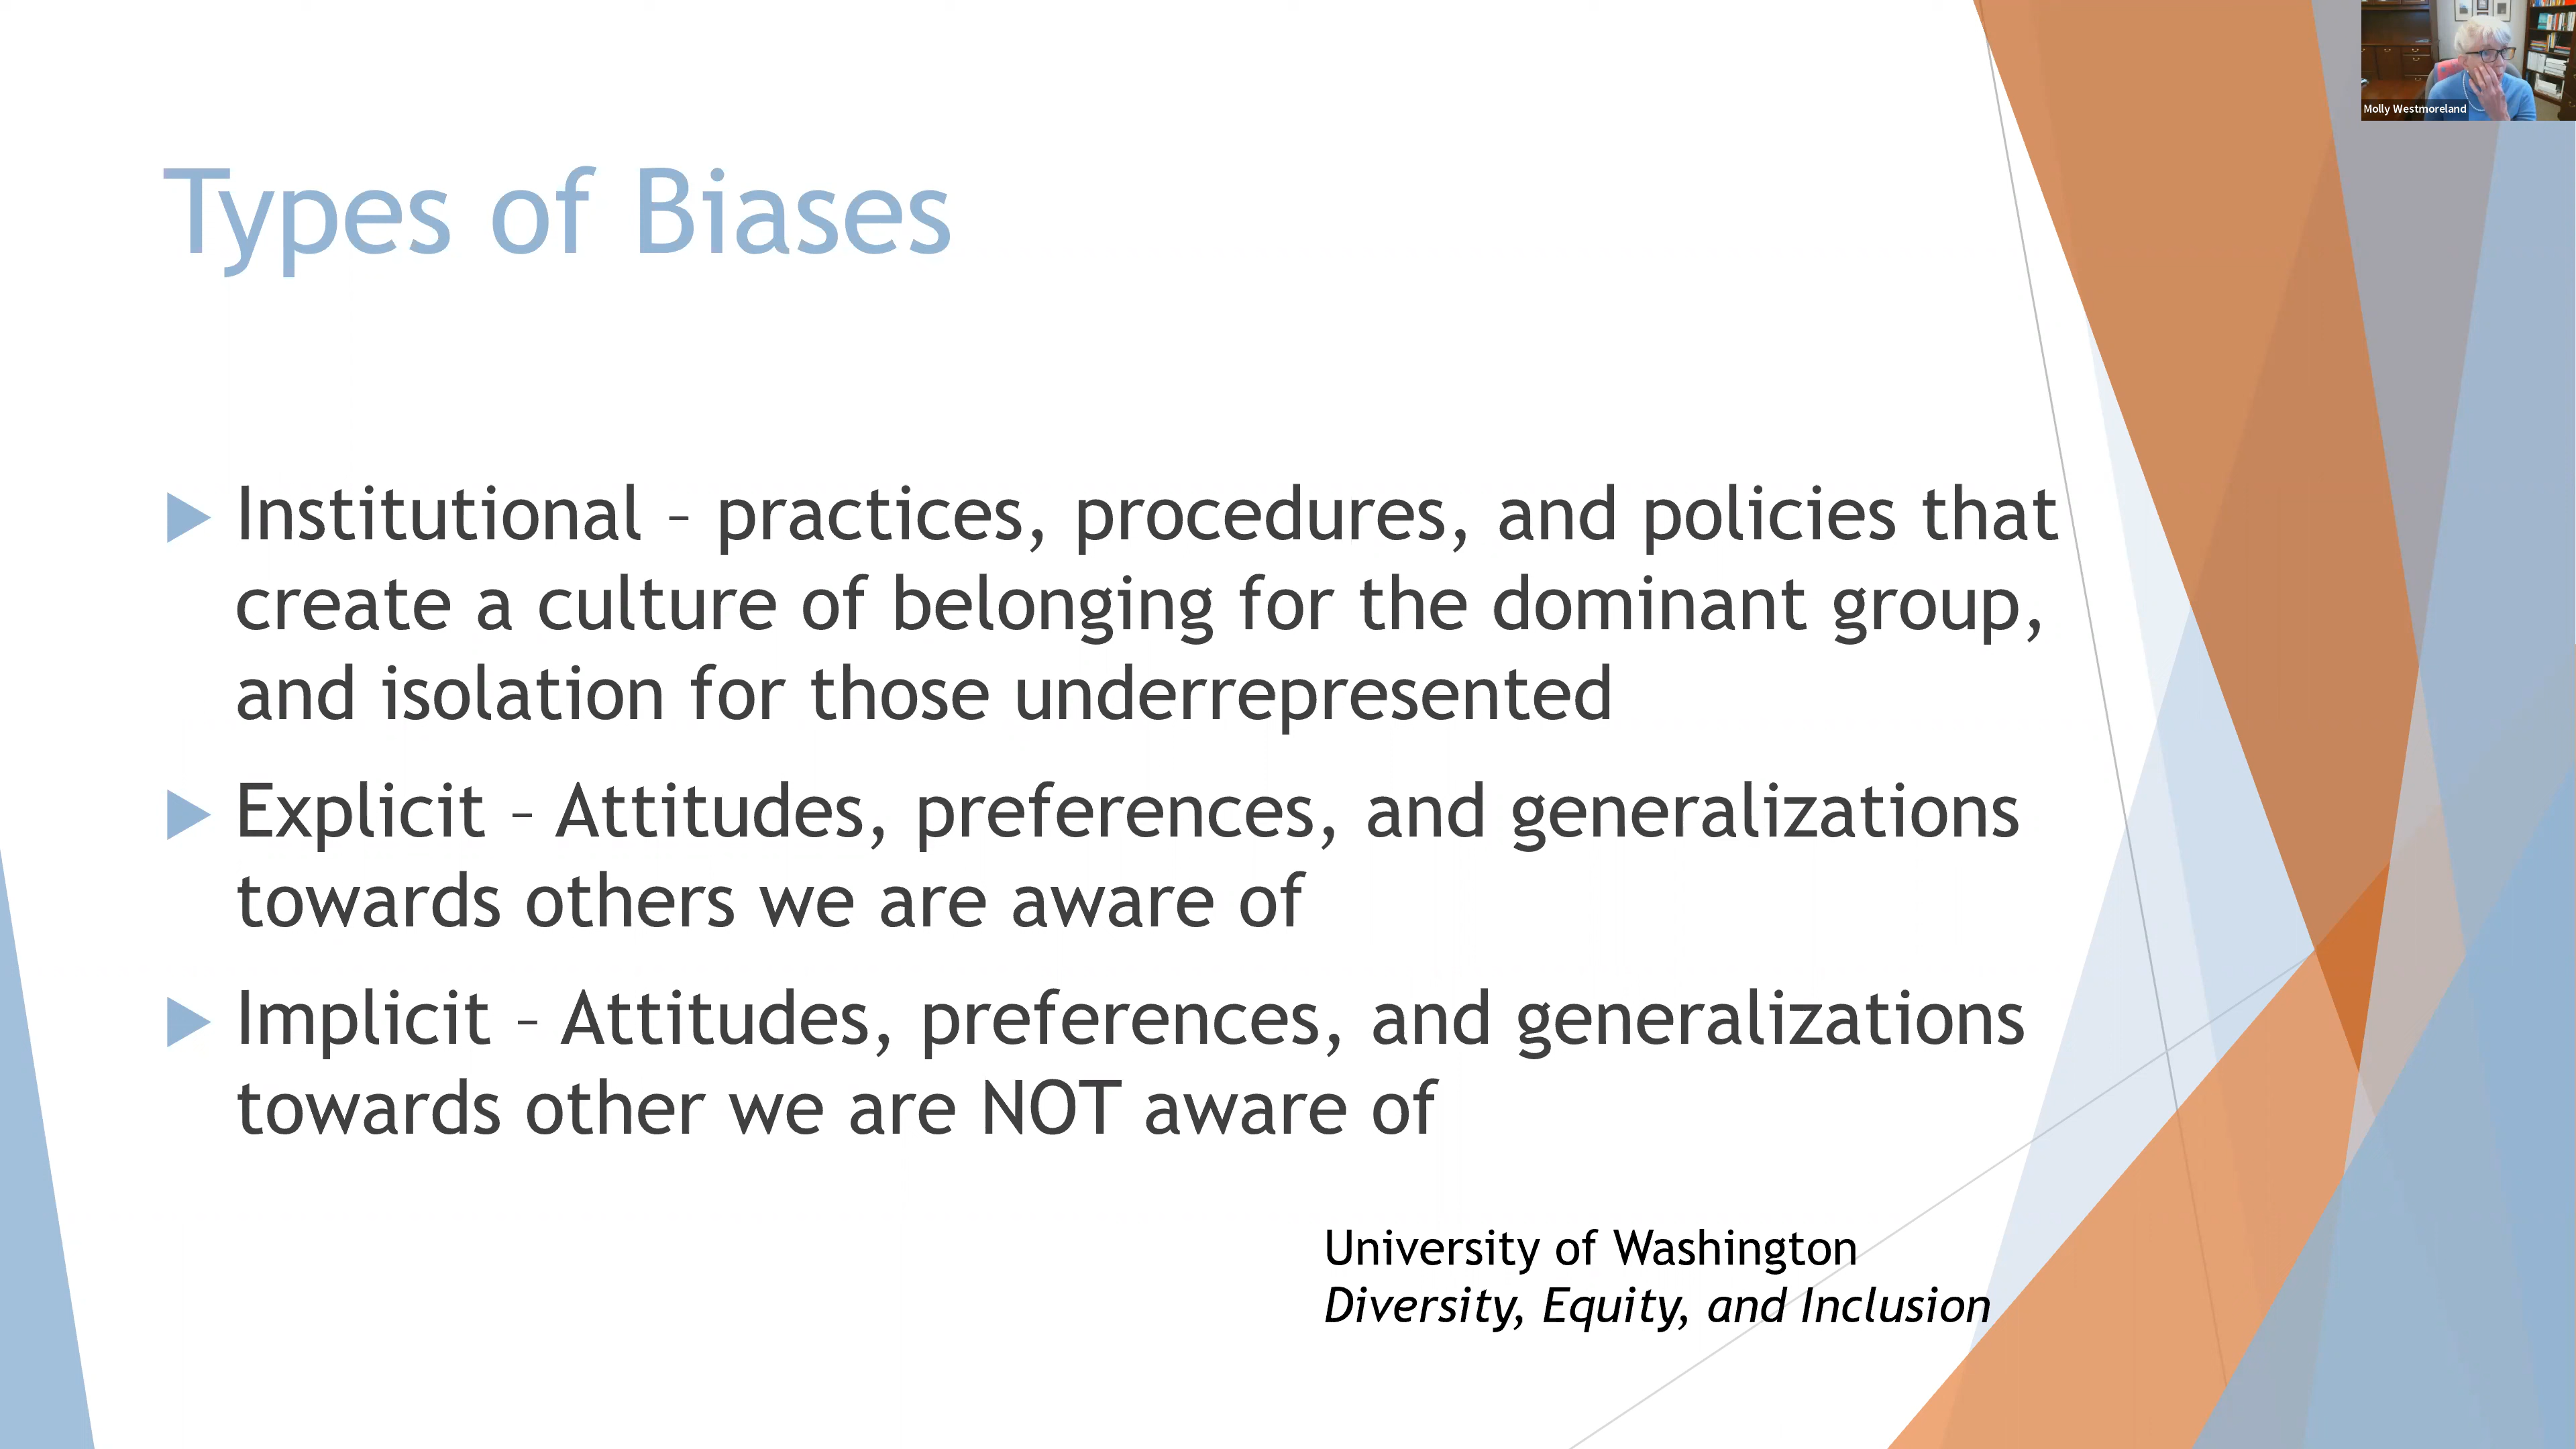 Molly Westmoreland
Types of Biases
Institutional – practices, procedures, and policies that
create a culture of belonging for the dominant group,
and isolation for those underrepresented
Explicit – Attitudes, preferences, and generalizations
towards others we are aware of
Implicit – Attitudes, preferences, and generalizations
towards other we are NOT aware of
University of Washington
Diversity, Equity, and Inclusion